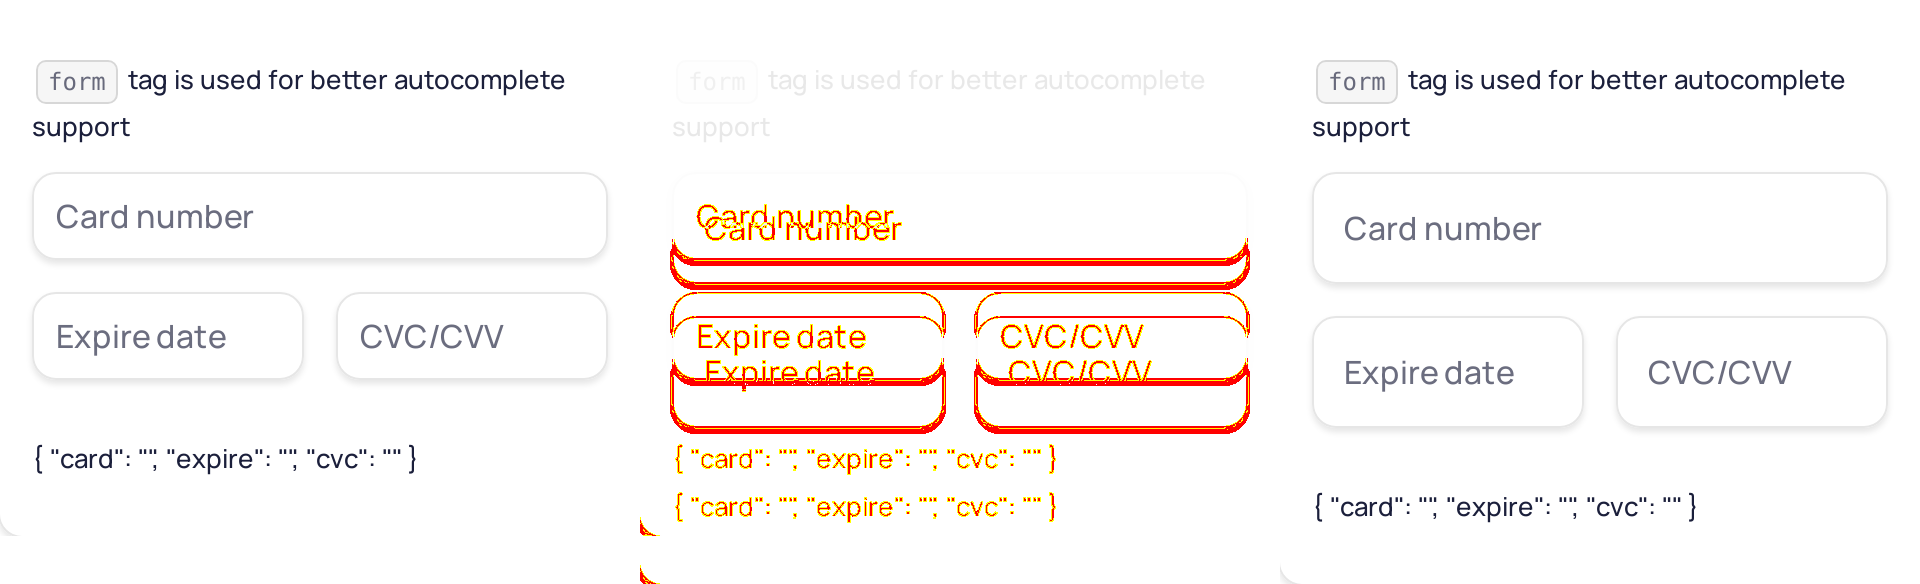 form tag is used for better autocomplete
support
Card number
Expire date
CVC/CVV
{ "card": "", "expire": "", "cvc": "" }
form tag is used for better autocomplete
support
Card number
Card number
Expire date
CVC/CVV
Expire date
CVC/CVV
{ "card": "", "expire": "", "cvc": "" }
{ "card": "", "expire": "", "cvc": "" }
form tag is used for better autocomplete
support
Card number
Expire date
CVC/CVV
{ "card": "", "expire": "", "cvc": "" }